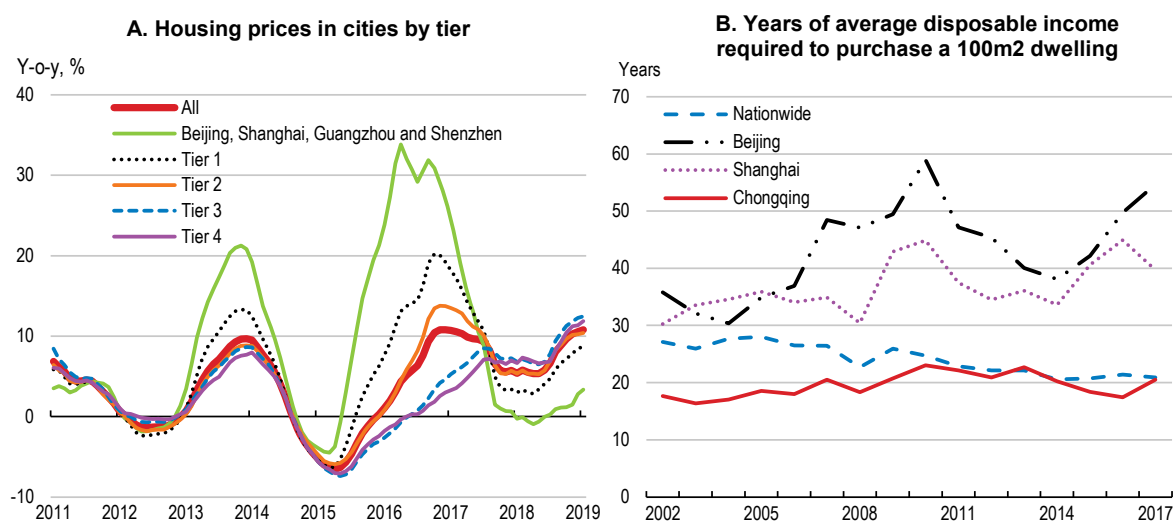 A. Housing prices in cities by tier
Y-o-y, %
40
30
20
10
0
-10
All
Beijing, Shanghai, Guangzhou and Shenzhen
Tier 1
Tier 2
Tier 3
Tier 4
2011 2012 2013 2014 2015 2016 2017 2018 2019
B. Years of average disposable income
required to purchase a 100m2 dwelling
Years
70
60
50
40
30
20
10
0
Nationwide
Beijing
Shanghai
Chongqing
2002 2005 2008 2011 2014 2017